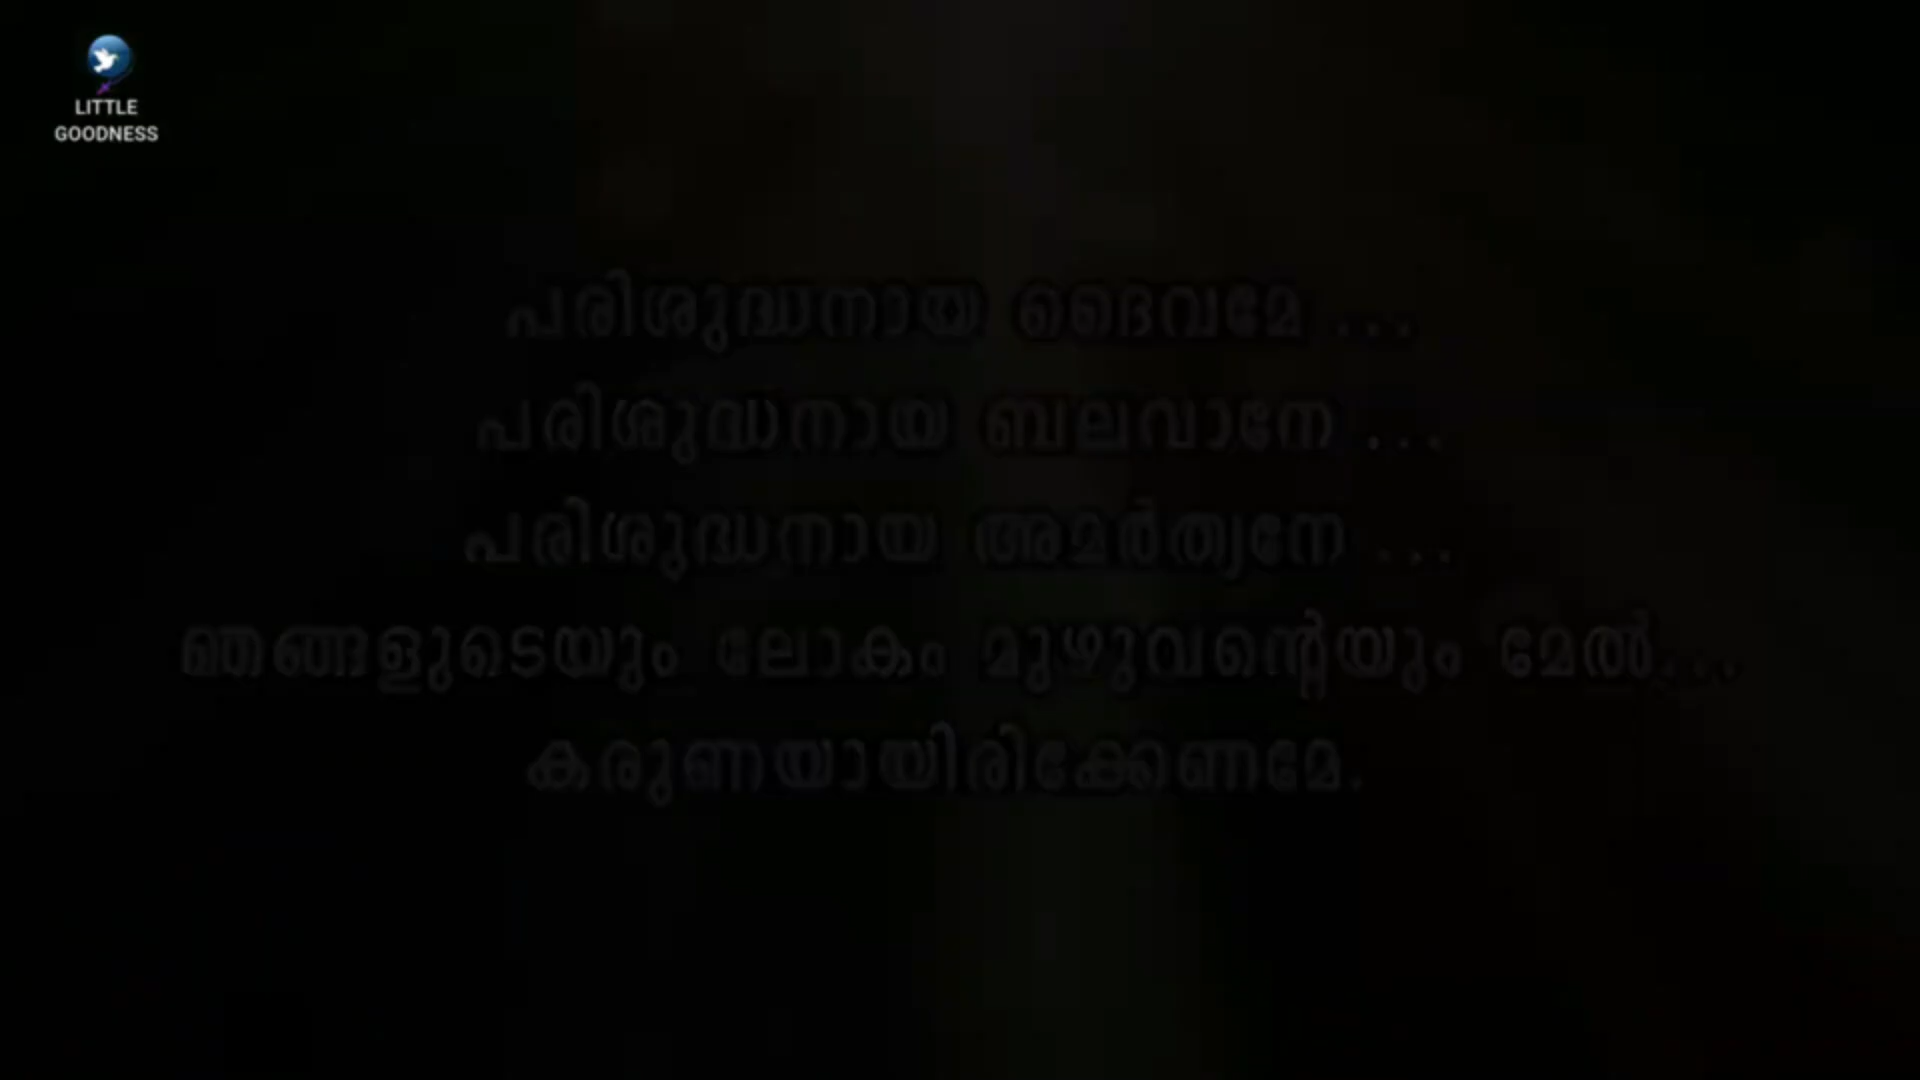 LITTLE
GOODNESS
പരിശുദ്ധനായ ദൈവമേ ...
പരിശുദ്ധനായ ബലവാനേ ...
പരിശുദ്ധനായ അമർത്യനേ ...
ഞങ്ങളുടെയും ലോകം മുഴുവന്റെയും മേൽ....
കരുണയായിരിക്കേണമേ.